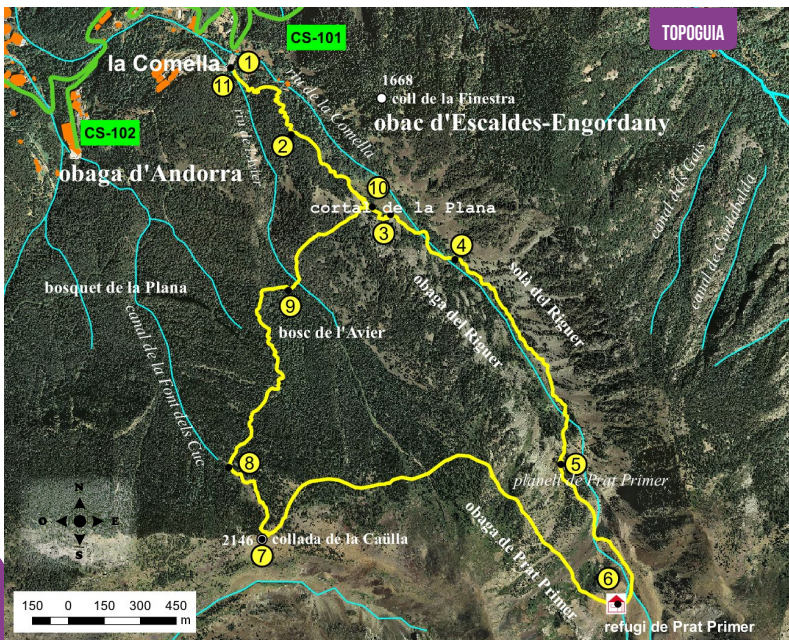 TOPOGUIA
CS-101
la Comella
1
11
riu de la Comella
1668
coll de la Finestra
obac d'Escaldes-Engordany
CS-102
2
obaga d'Andorra
riu de l'Avier
10
cortal de la Plana
3
4
canal dels Gais
canal de Contabalda
bosquet de la Plana
9
bosc de l'Avier
obaga del Riguer
solà del Riguer
canal de la Font dels Cuc
8
5
planell de Prat Primer
N
O E
S
2146 collada de la Caülla
7
obaga de Prat Primer
6
refugi de Prat Primer
150 0 150 300 450
m